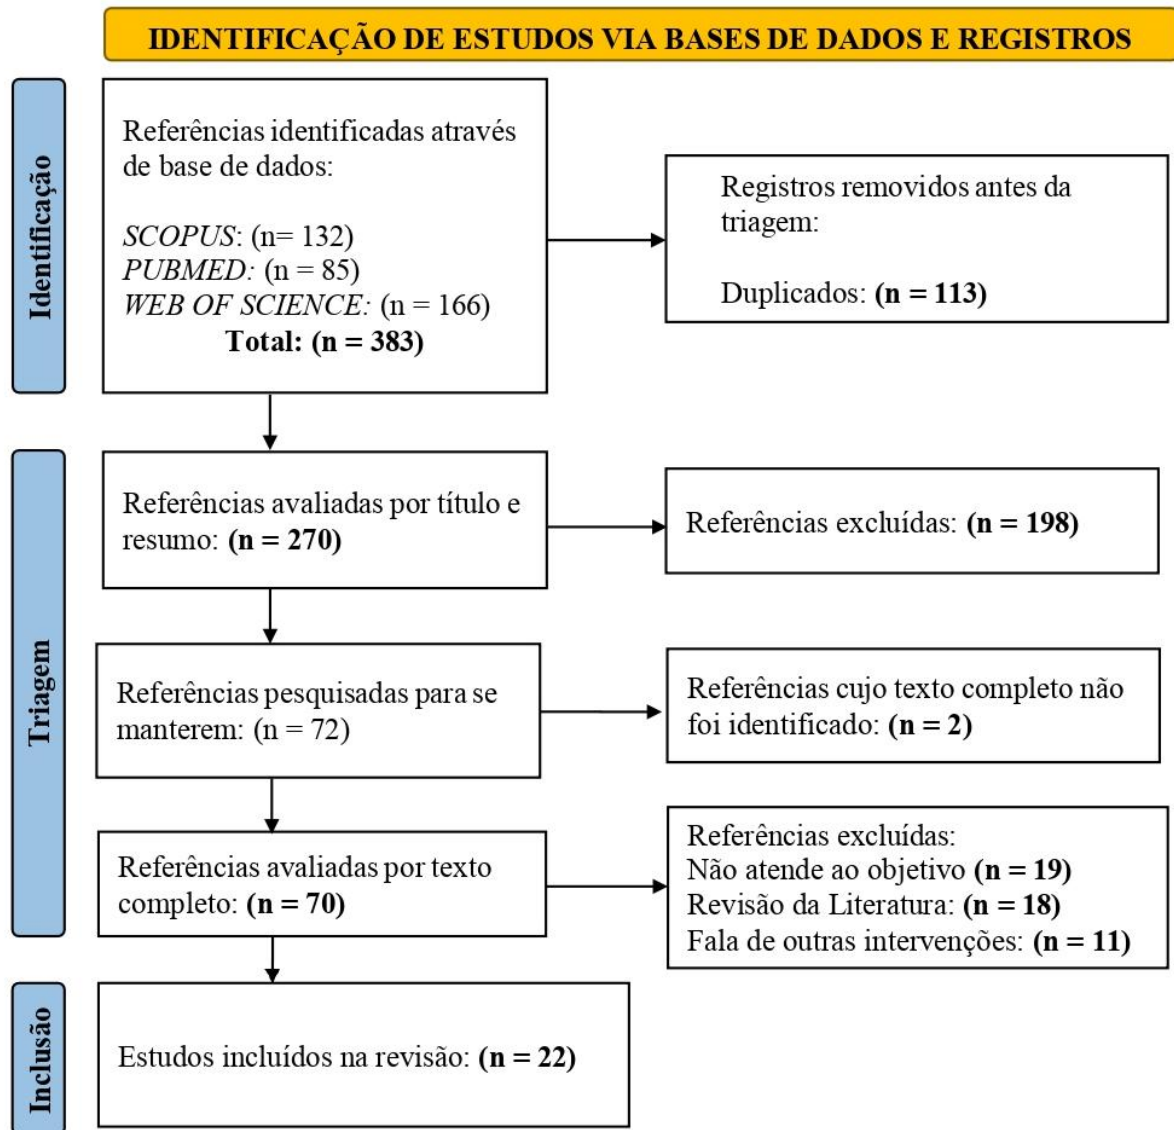 IDENTIFICAÇÃO DE ESTUDOS VIA BASES DE DADOS E REGISTROS
Identificação
Referências identificadas através
de base de dados:
SCOPUS: (n= 132)
PUBMED: (n = 85)
WEB OF SCIENCE: (n = 166)
Total: (n = 383)
Registros removidos antes da
triagem:
Duplicados: (n = 113)
Triagem
Referências avaliadas por título e
resumo: (n = 270)
Referências excluídas: (n = 198)
Referências pesquisadas para se
manterem: (n = 72)
Referências cujo texto completo não
foi identificado: (n = 2)
Referências avaliadas por texto
completo: (n = 70)
Referências excluídas:
Não atende ao objetivo (n = 19)
Revisão da Literatura: (n = 18)
Fala de outras intervenções: (n = 11)
Inclusão
Estudos incluídos na revisão: (n = 22)